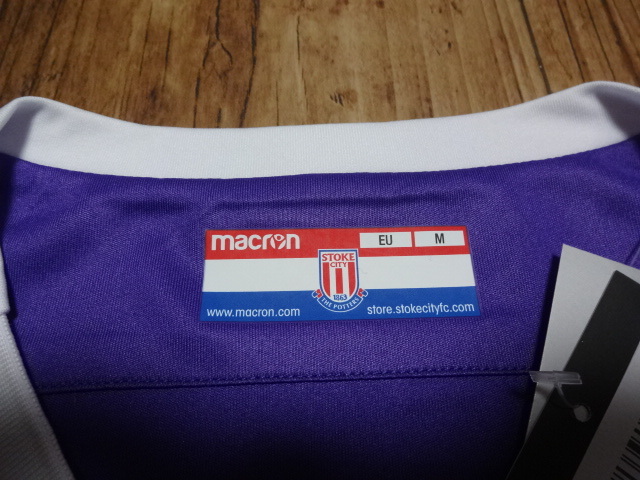 macron EU M
STOKE
CITY
1863
THE POTTERS
www.macron.com store.stokecityfc.com